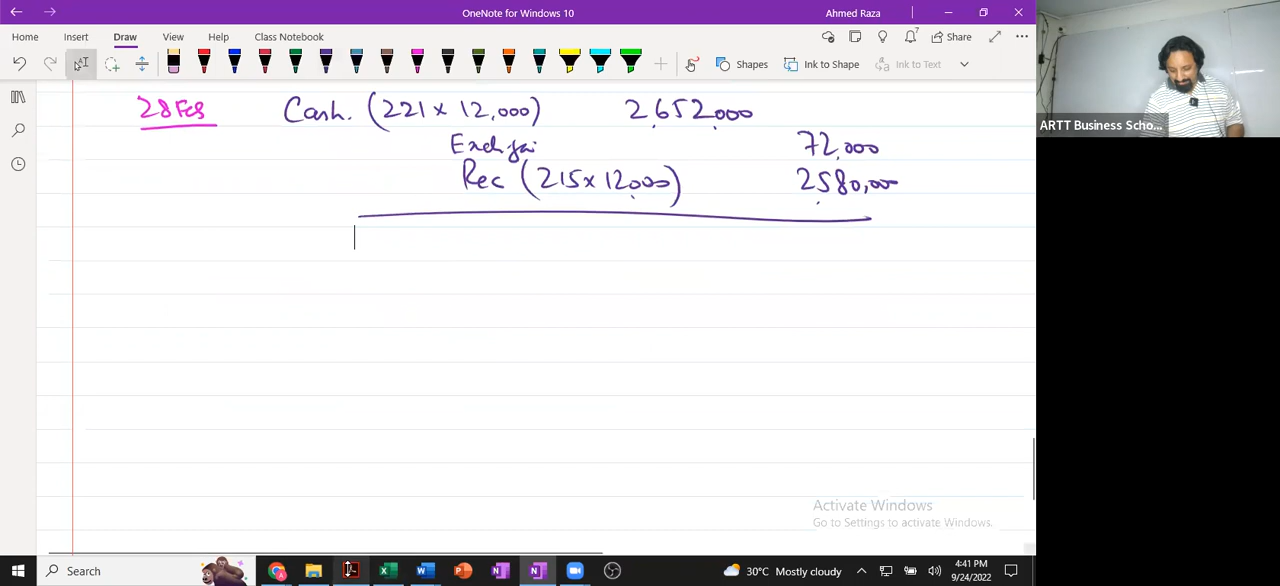 OneNote for Windows 10
Ahmed Raza
Home Insert Draw View Help Class Notebook
Share
Shapes Ink to Shape Ink to Text
28 Feb Cash. (221 x 12,000) 2,652,000
Exch gai 72,000
Rec (215 x 12,000) 2,580,000
ARTT Business Scho...
Activate Windows
Go to Settings to activate Windows.
Search
30°C Mostly cloudy
4:41 PM
9/24/2022